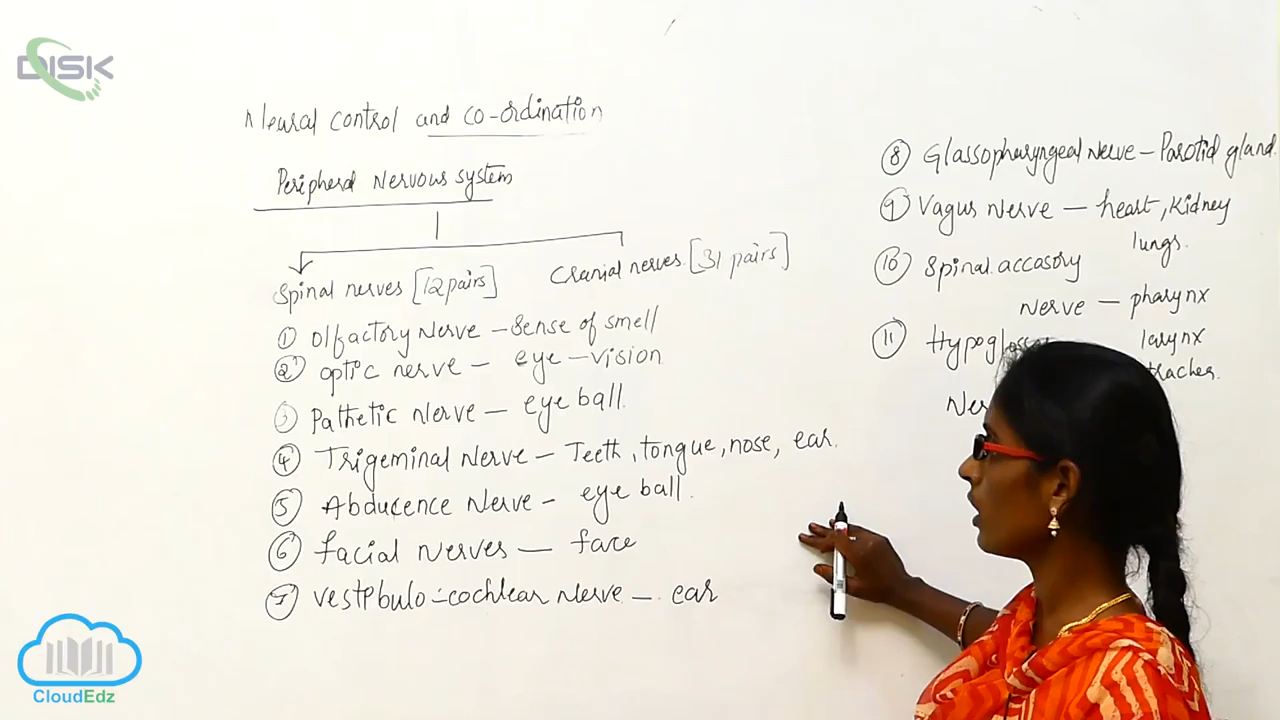 DISK
Neural control and co-ordination
Peripheral Nervous system
Spinal nerves [12 pairs]
Cranial nerves [31 pairs]
① Olfactory Nerve - Sense of smell
② optic nerve - eye - vision
③ Pathetic Nerve - eye ball.
④ Trigeminal Nerve - Teeth, tongue, nose, ear.
⑤ Abducence Nerve - eye ball.
⑥ facial nerves - face
⑦ vestibulo-cochlear Nerve - ear
⑧ Glassopharyngeal Nerve - Parotid gland.
⑨ Vagus Nerve - heart, Kidney
lungs.
⑩ Spinal accasory
Nerve - pharynx
larynx
⑪
CloudEdz